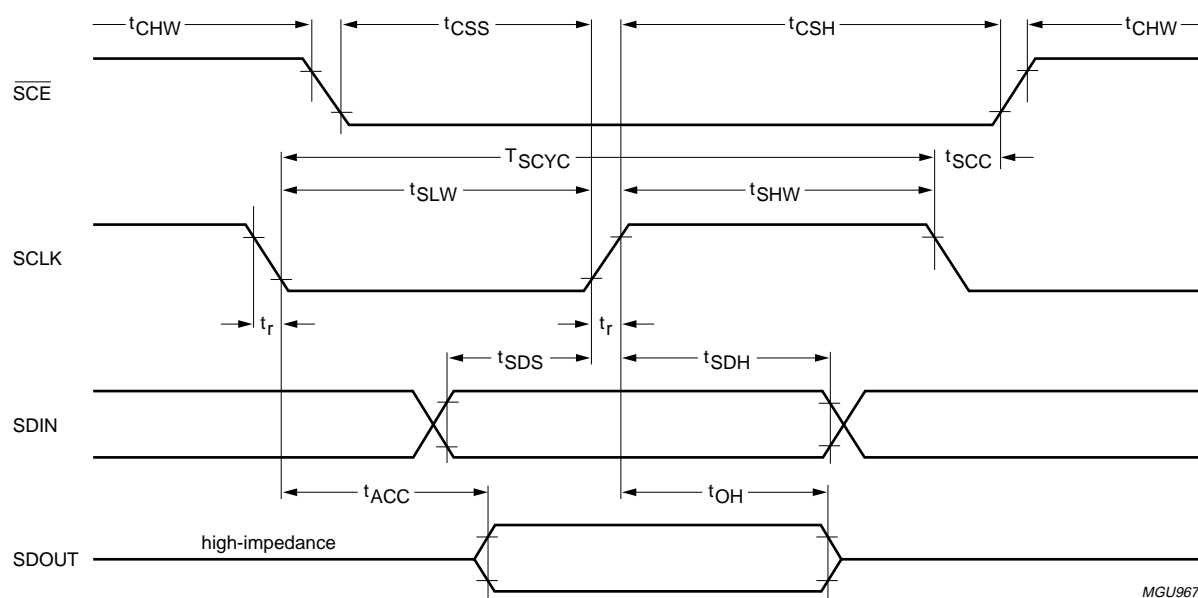 tCHW tCSS tCSH tCHW
SCE
TSCYC tSCC
tSLW tSHW
SCLK
tr tr
tSDS tSDH
SDIN
tACC tOH
high-impedance
SDOUT
MGU967